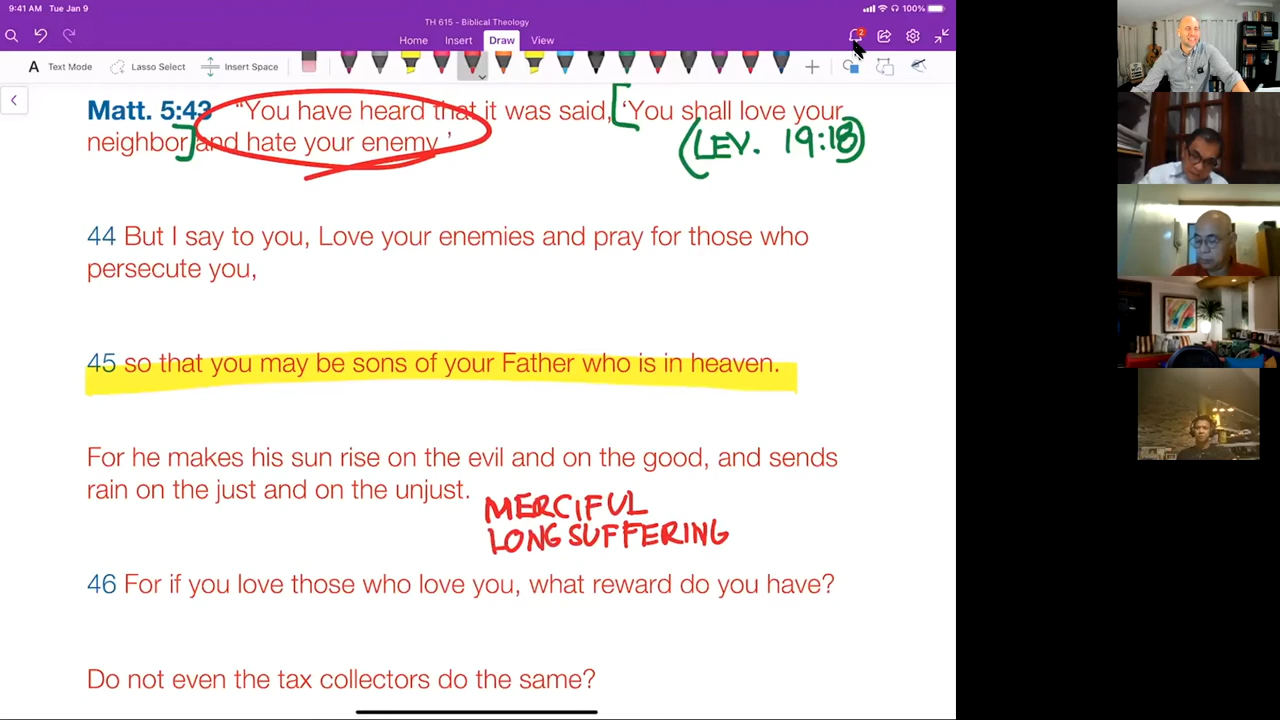 9:41 AM Tue Jan 9
100%
TH 615 - Biblical Theology
Home Insert Draw View
2
A Text Mode Lasso Select Insert Space
Matt. 5:43 “You have heard that it was said, ‘You shall love your
neighbor and hate your enemy.’
(LEV. 19:18)
44 But I say to you, Love your enemies and pray for those who
persecute you,
45 so that you may be sons of your Father who is in heaven.
For he makes his sun rise on the evil and on the good, and sends
rain on the just and on the unjust.
MERCIFUL
LONGSUFFERING
46 For if you love those who love you, what reward do you have?
Do not even the tax collectors do the same?